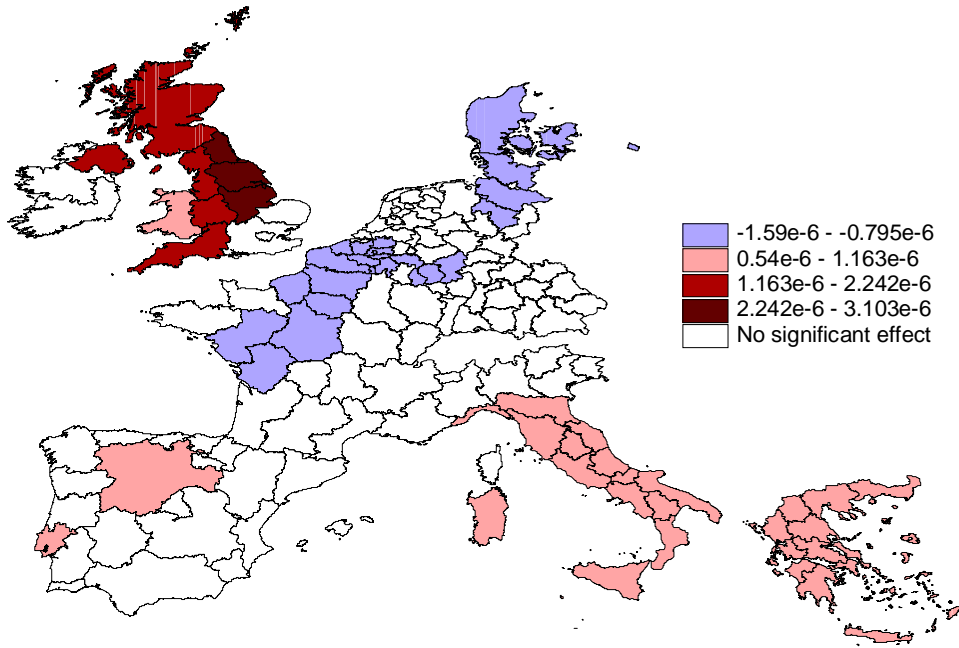 -1.59e-6 - -0.795e-6
0.54e-6 - 1.163e-6
1.163e-6 - 2.242e-6
2.242e-6 - 3.103e-6
No significant effect